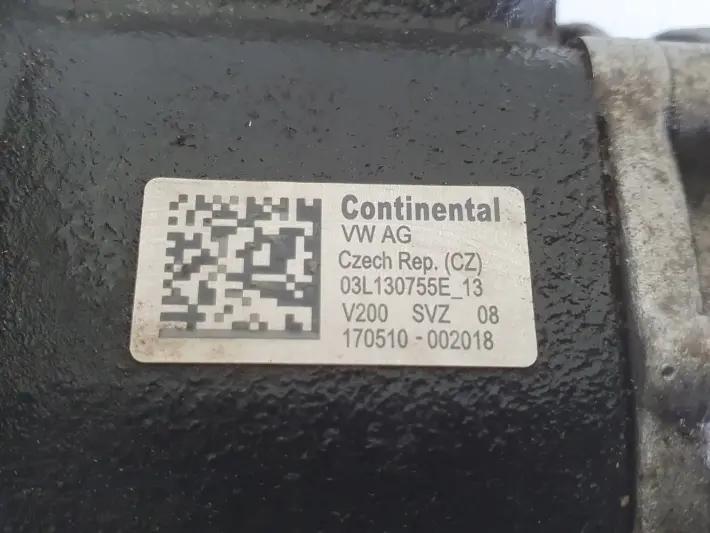 Continental
VW AG
Czech Rep. (CZ)
03L130755E_13
V200 SVZ 08
170510 - 002018